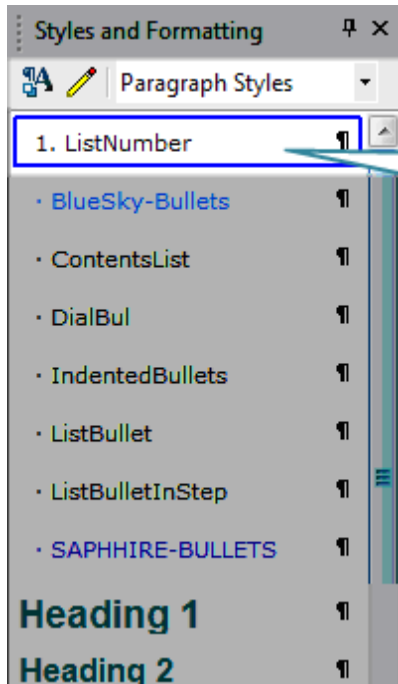 Styles and Formatting
Paragraph Styles
1. ListNumber ¶
· BlueSky-Bullets ¶
· ContentsList ¶
· DialBul ¶
· IndentedBullets ¶
· ListBullet ¶
· ListBulletInStep ¶
· SAPHHIRE-BULLETS ¶
Heading 1 ¶
Heading 2 ¶